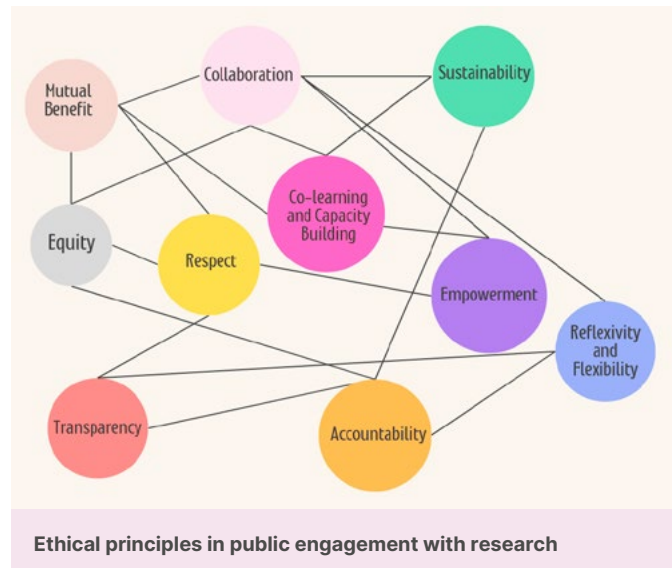 Mutual
Benefit
Collaboration
Sustainability
Co-learning
and Capacity
Building
Equity
Respect
Empowerment
Reflexivity
and
Flexibility
Transparency
Accountability
Ethical principles in public engagement with research